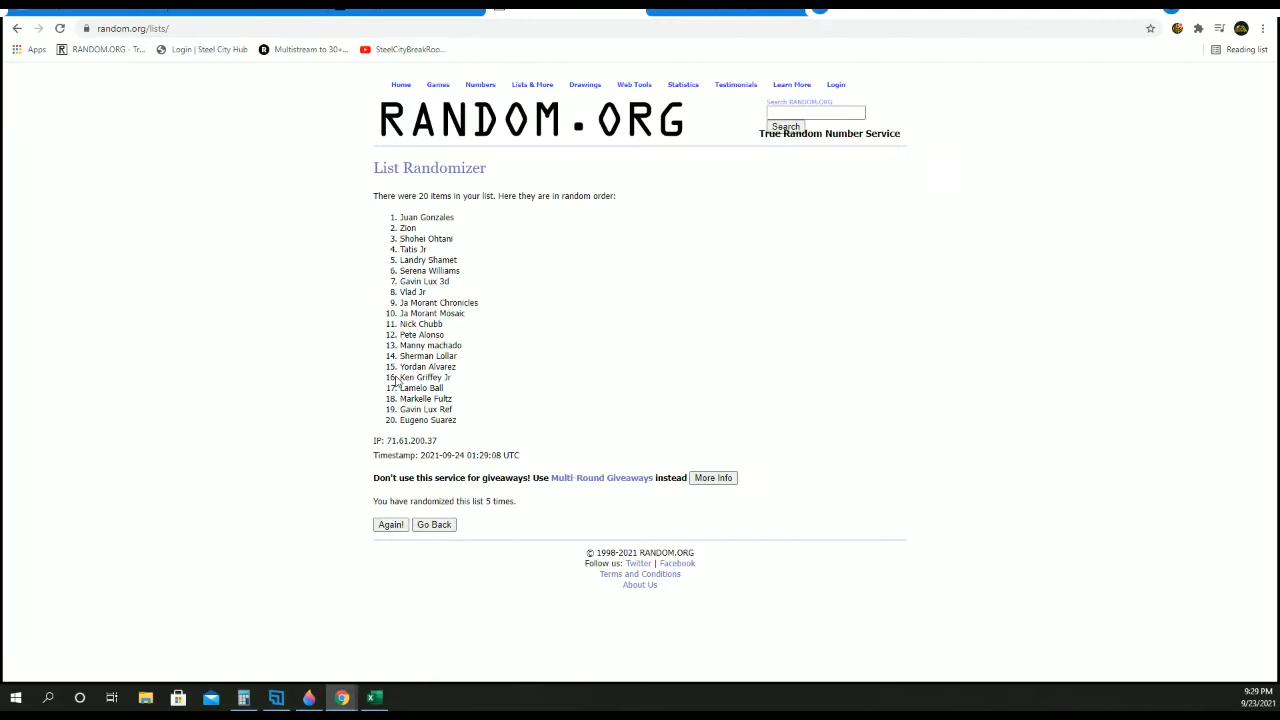 random.org/lists/
Apps
RANDOM.ORG - Tr...
Login | Steel City Hub
Multistream to 30+...
SteelCityBreakRoo...
Reading list
Home
Games
Numbers
Lists & More
Drawings
Web Tools
Statistics
Testimonials
Learn More
Login
RANDOM.ORG
Search RANDOM.ORG
Search
True Random Number Service
List Randomizer
There were 20 items in your list. Here they are in random order:
1. Juan Gonzales
2. Zion
3. Shohei Ohtani
4. Tatis Jr
5. Landry Shamet
6. Serena Williams
7. Gavin Lux 3d
8. Vlad Jr
9. Ja Morant Chronicles
10. Ja Morant Mosaic
11. Nick Chubb
12. Pete Alonso
13. Manny machado
14. Sherman Lollar
15. Yordan Alvarez
16. Ken Griffey Jr
17. Lamelo Ball
18. Markelle Fultz
19. Gavin Lux Ref
20. Eugeno Suarez
IP: 71.61.200.37
Timestamp: 2021-09-24 01:29:08 UTC
Don't use this service for giveaways! Use Multi-Round Giveaways instead More Info
You have randomized this list 5 times.
Again! Go Back
© 1998-2021 RANDOM.ORG
Follow us: Twitter | Facebook
Terms and Conditions
About Us
9:29 PM
9/23/2021